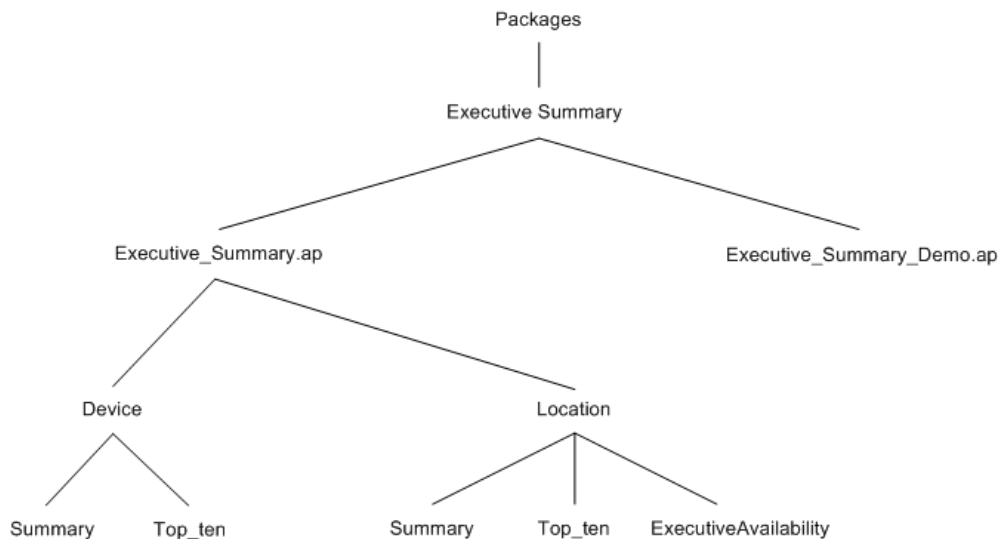 Packages
Executive Summary
Executive_Summary.ap
Executive_Summary_Demo.ap
Device
Location
Summary
Top_ten
Summary
Top_ten
ExecutiveAvailability